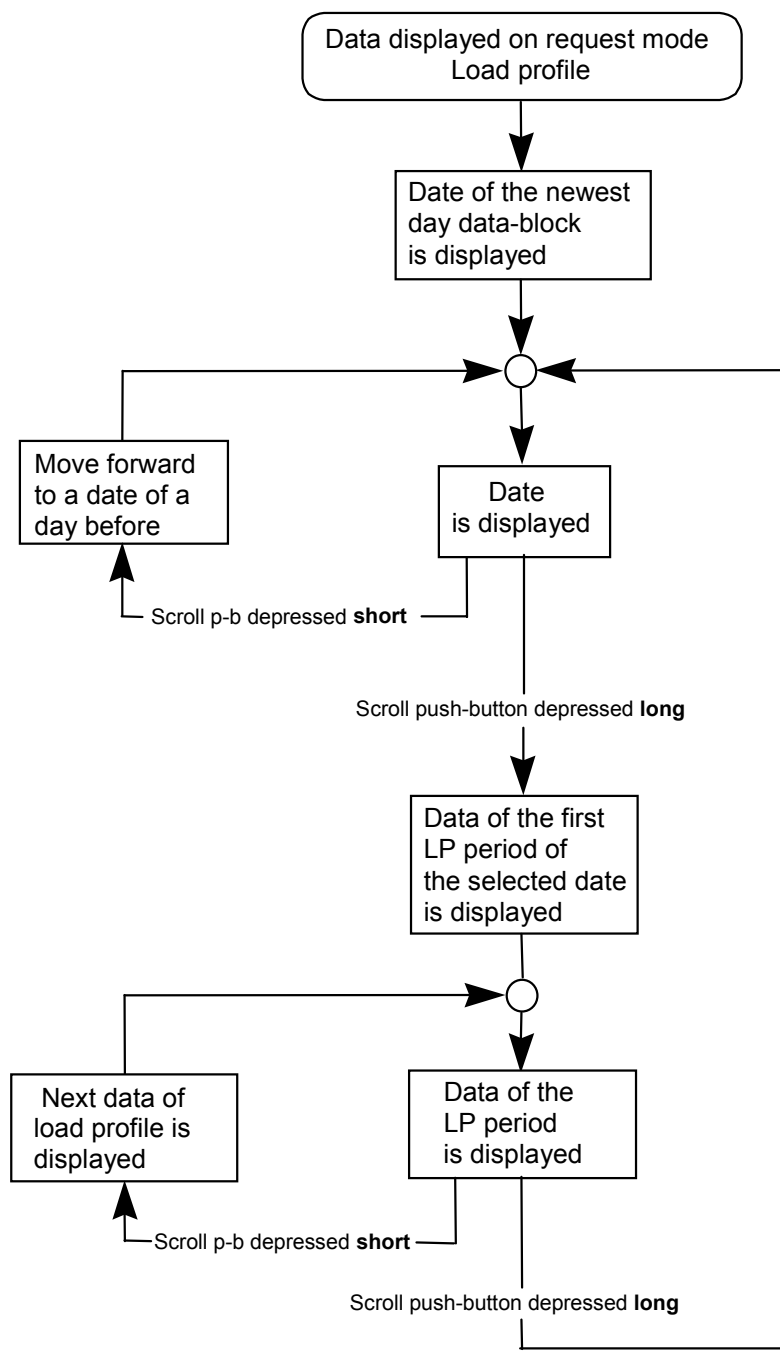 Data displayed on request mode
Load profile
Date of the newest
day data-block
is displayed
Move forward
to a date of a
day before
Date
is displayed
Scroll p-b depressed short
Scroll push-button depressed long
Data of the first
LP period of
the selected date
is displayed
Next data of
load profile is
displayed
Data of the
LP period
is displayed
Scroll p-b depressed short
Scroll push-button depressed long